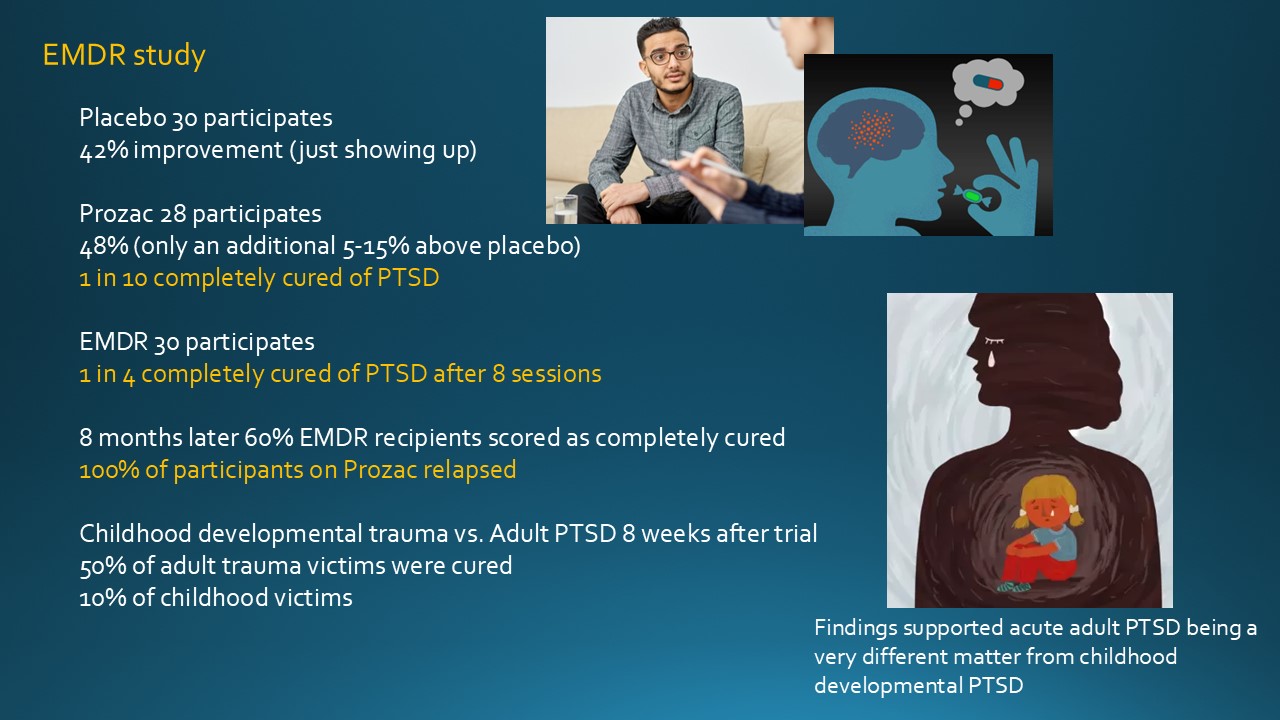 EMDR study
Placebo 30 participates
42% improvement (just showing up)
Prozac 28 participates
48% (only an additional 5-15% above placebo)
1 in 10 completely cured of PTSD
EMDR 30 participates
1 in 4 completely cured of PTSD after 8 sessions
8 months later 60% EMDR recipients scored as completely cured
100% of participants on Prozac relapsed
Childhood developmental trauma vs. Adult PTSD 8 weeks after trial
50% of adult trauma victims were cured
10% of childhood victims
Findings supported acute adult PTSD being a
very different matter from childhood
developmental PTSD